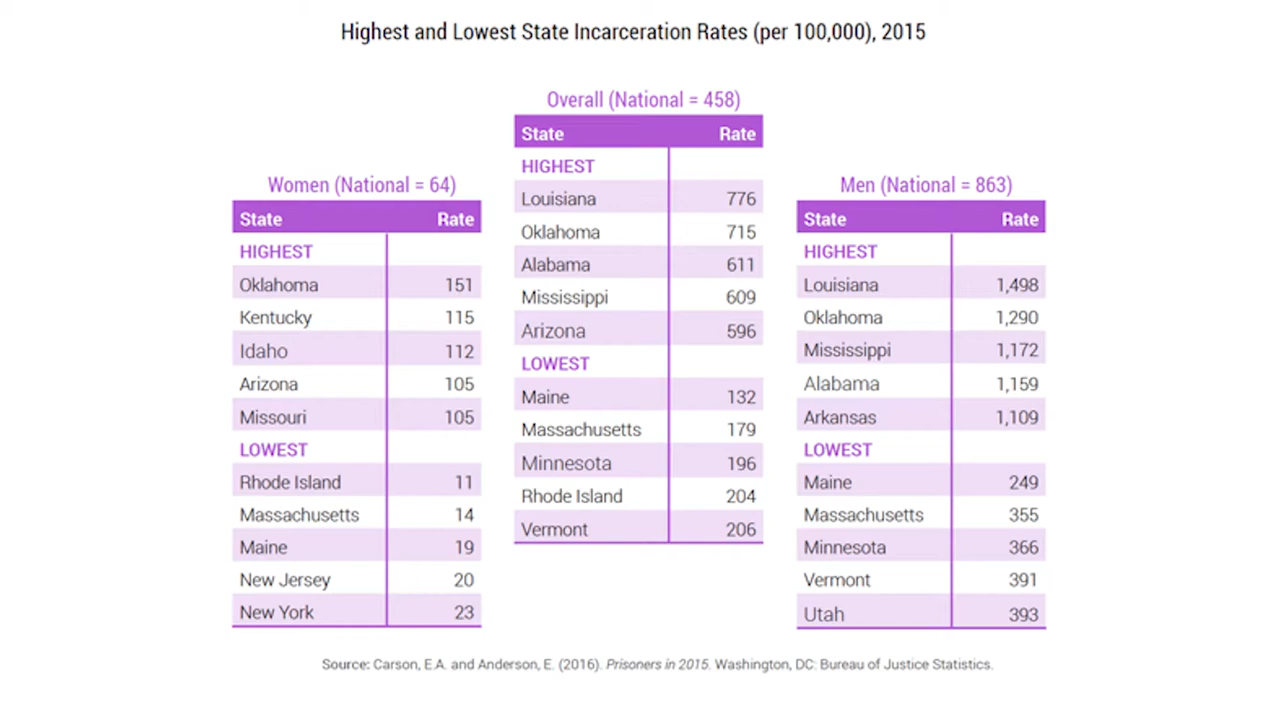 Highest and Lowest State Incarceration Rates (per 100,000), 2015
Women (National = 64)
State Rate
HIGHEST
Oklahoma 151
Kentucky 115
Idaho 112
Arizona 105
Missouri 105
LOWEST
Rhode Island 11
Massachusetts 14
Maine 19
New Jersey 20
New York 23
Overall (National = 458)
State Rate
HIGHEST
Louisiana 776
Oklahoma 715
Alabama 611
Mississippi 609
Arizona 596
LOWEST
Maine 132
Massachusetts 179
Minnesota 196
Rhode Island 204
Vermont 206
Men (National = 863)
State Rate
HIGHEST
Louisiana 1,498
Oklahoma 1,290
Mississippi 1,172
Alabama 1,159
Arkansas 1,109
LOWEST
Maine 249
Massachusetts 355
Minnesota 366
Vermont 391
Utah 393
Source: Carson, E.A. and Anderson, E. (2016). Prisoners in 2015. Washington, DC: Bureau of Justice Statistics.